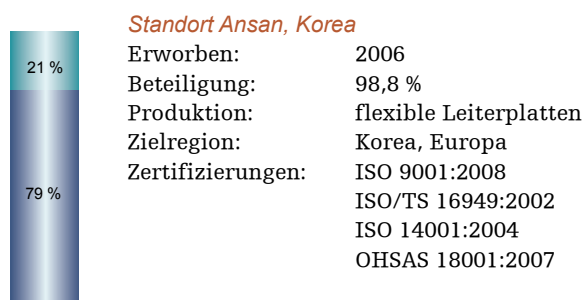 Standort Ansan, Korea
Erworben: 2006
Beteiligung: 98,8 %
Produktion: flexible Leiterplatten
Zielregion: Korea, Europa
Zertifizierungen: ISO 9001:2008
ISO/TS 16949:2002
ISO 14001:2004
OHSAS 18001:2007
21 %
79 %